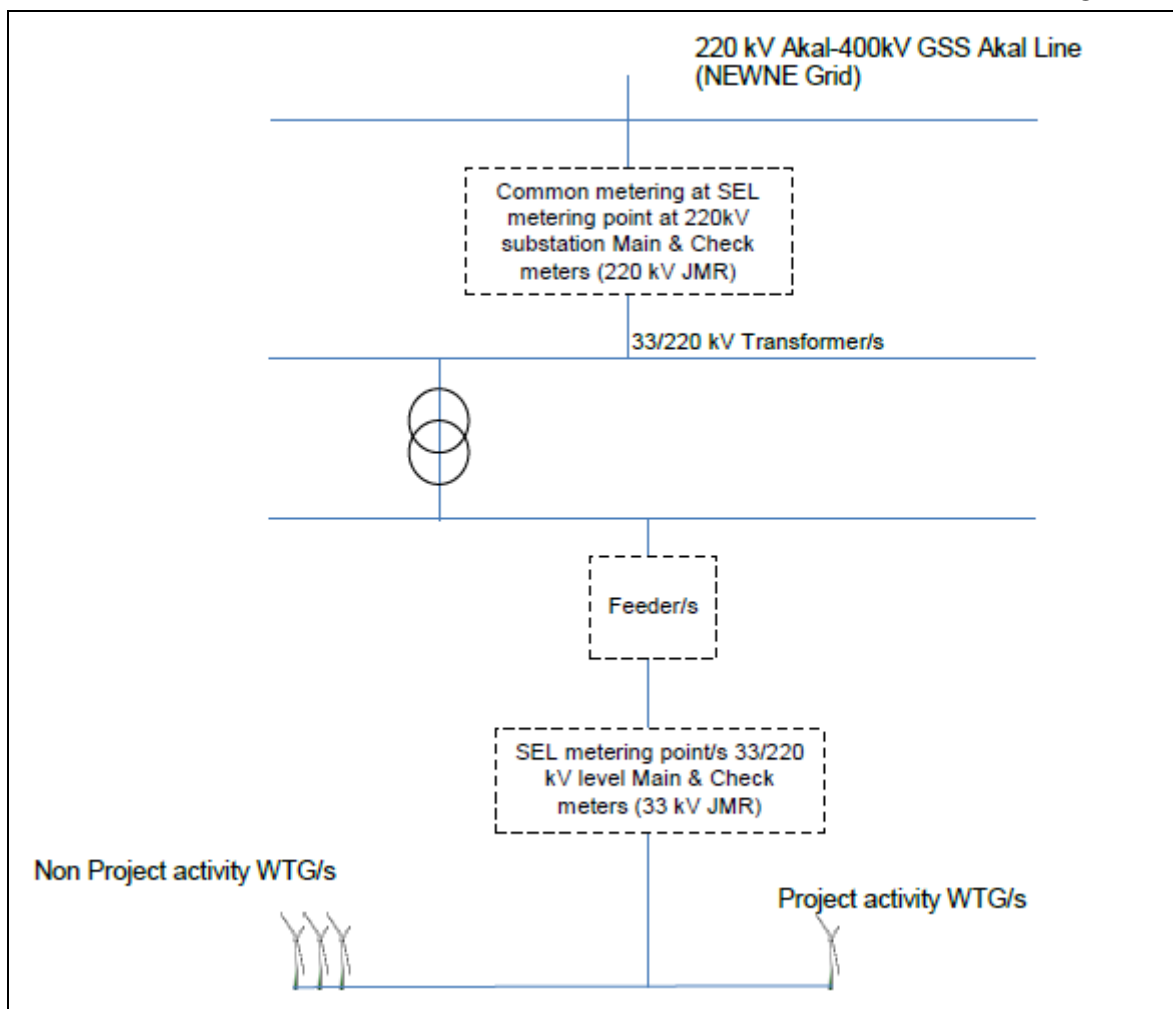 220 kV Akal-400kV GSS Akal Line
(NEWNE Grid)
Common metering at SEL
metering point at 220kV
substation Main & Check
meters (220 kV JMR)
33/220 kV Transformer/s
Feeder/s
SEL metering point/s 33/220
kV level Main & Check
meters (33 kV JMR)
Non Project activity WTG/s
Project activity WTG/s